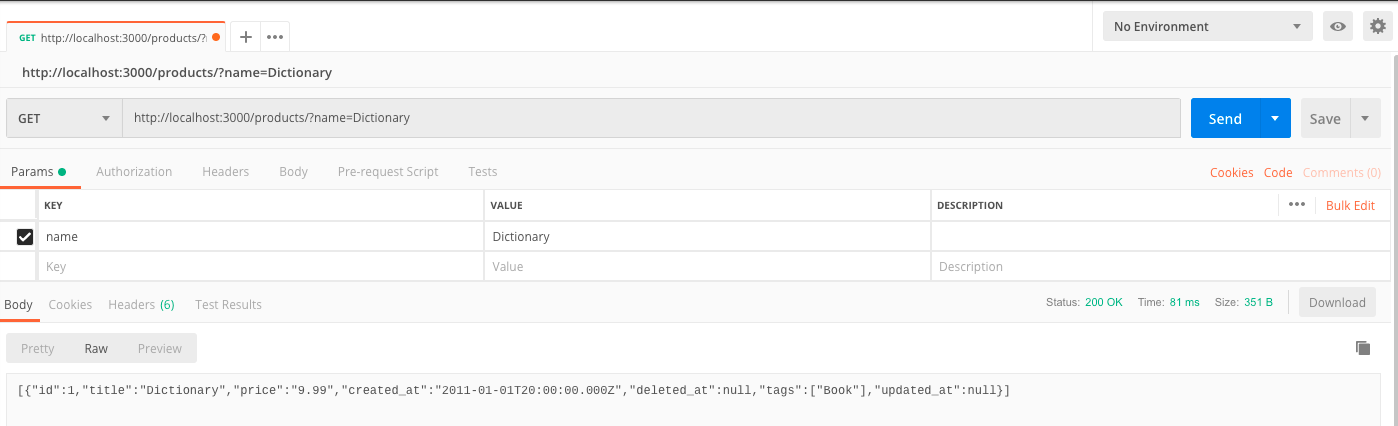 GET http://localhost:3000/products/?
No Environment
http://localhost:3000/products/?name=Dictionary
GET http://localhost:3000/products/?name=Dictionary Send Save
Params Authorization Headers Body Pre-request Script Tests Cookies Code Comments (0)
KEY VALUE DESCRIPTION Bulk Edit
name Dictionary
Key Value Description
Body Cookies Headers (6) Test Results Status: 200 OK Time: 81 ms Size: 351 B Download
Pretty Raw Preview
[{"id":1,"title":"Dictionary","price":"9.99","created_at":"2011-01-01T20:00:00.000Z","deleted_at":null,"tags":["Book"],"updated_at":null}]